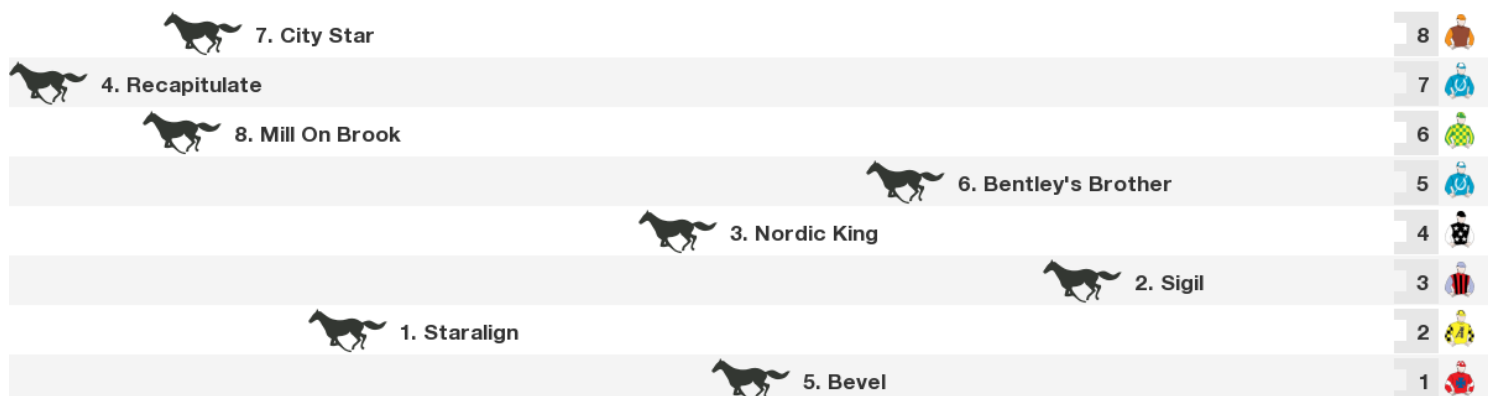 7. City Star 8
4. Recapitulate 7
8. Mill On Brook 6
6. Bentley's Brother 5
3. Nordic King 4
2. Sigil 3
1. Staralign 2 A
5. Bevel 1